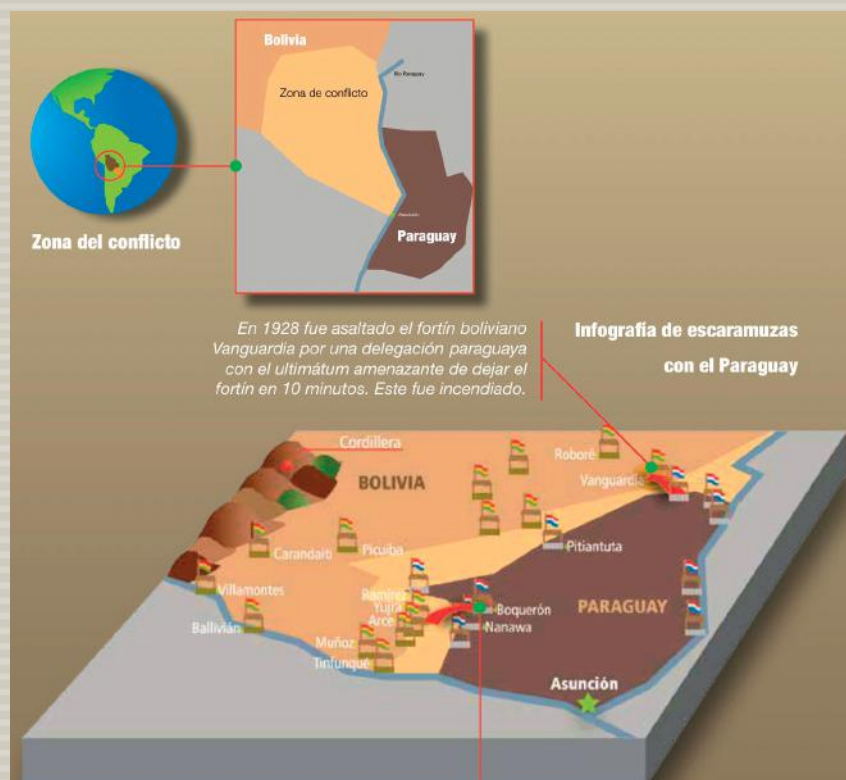 Bolivia
Río Paraguay
Zona de conflicto
Paraguay
Zona del conflicto
En 1928 fue asaltado el fortín boliviano
Vanguardia por una delegación paraguaya
con el ultimátum amenazante de dejar el
fortín en 10 minutos. Este fue incendiado.
Infografía de escaramuzas
con el Paraguay
Cordillera
BOLIVIA
Roboré
Vanguardia
Carandaiti
Picuiba
Pitiantuta
Villamontes
Ramírez
Yujra
Arce
Boquerón
Nanawa
PARAGUAY
Ballivián
Muñoz
Tinfunqué
Asunción